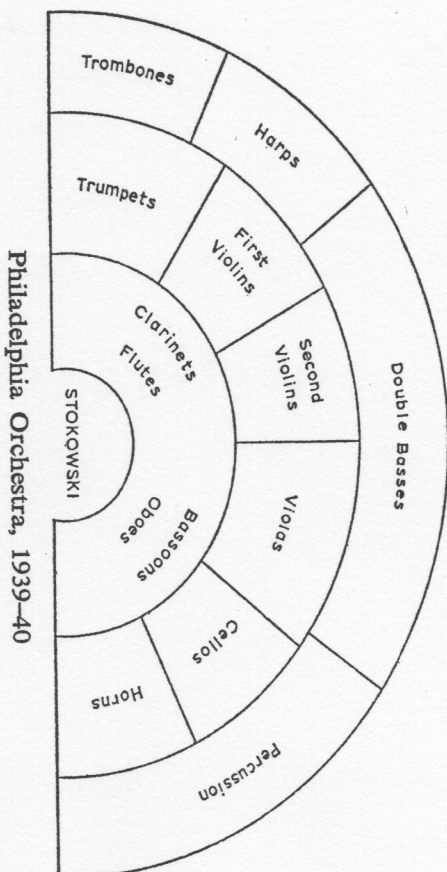 Trombones
Harps
Double Basses
Percussion
Trumpets
First
Violins
Second
Violins
Violas
Cellos
Horns
Clarinets
Flutes
Bassoons
Oboes
STOKOWSKI
Philadelphia Orchestra, 1939–40